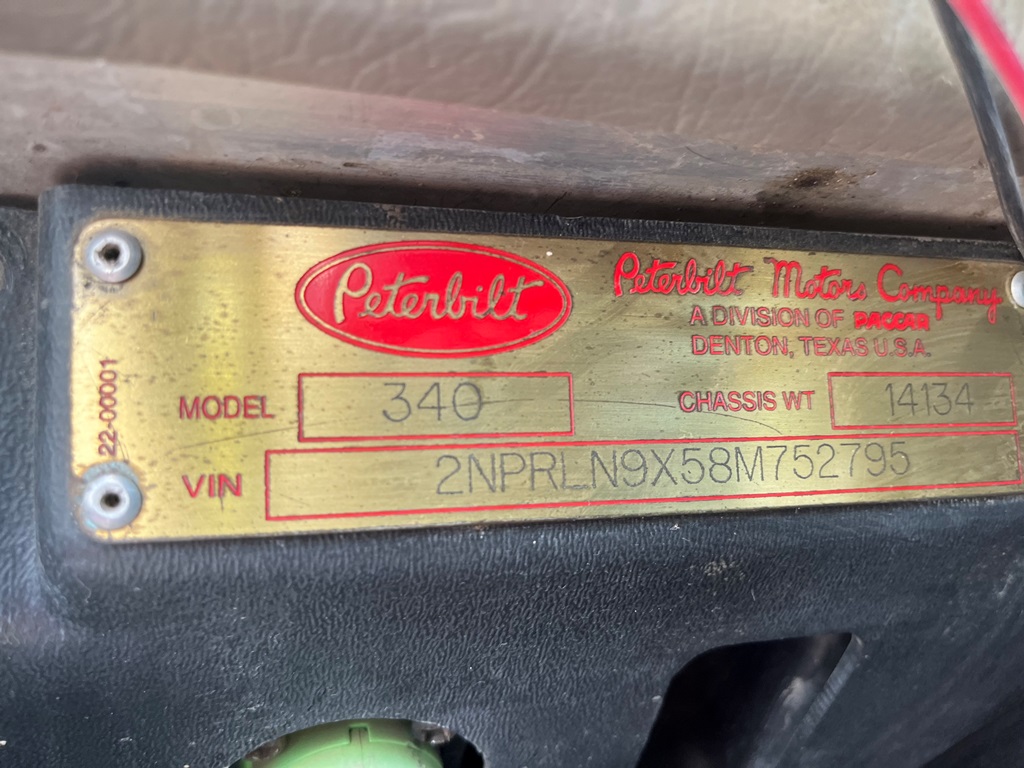 Peterbilt
Peterbilt Motors Company
A DIVISION OF PACCAR
DENTON, TEXAS U.S.A.
22-00001
MODEL 340 CHASSIS WT 14134
VIN 2NPRLN9X58M752795